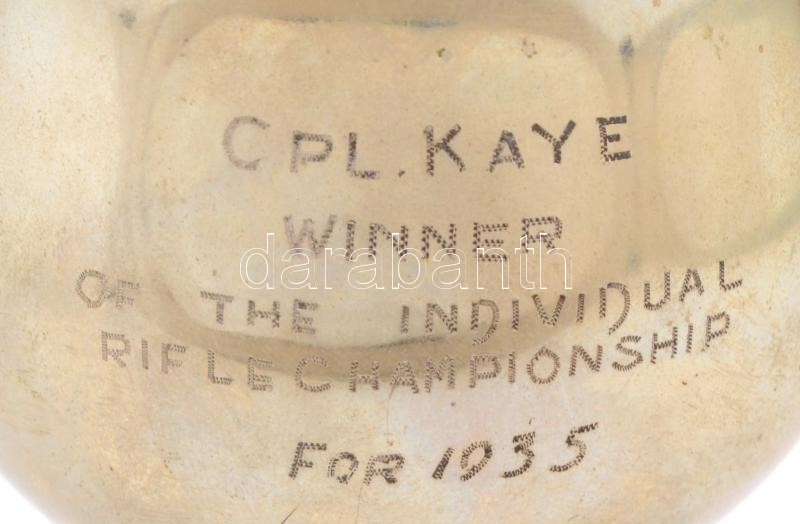 CPL. KAYE
WINNER
darabanth
OF THE INDIVIDUAL
RIFLE CHAMPIONSHIP
FOR 1935